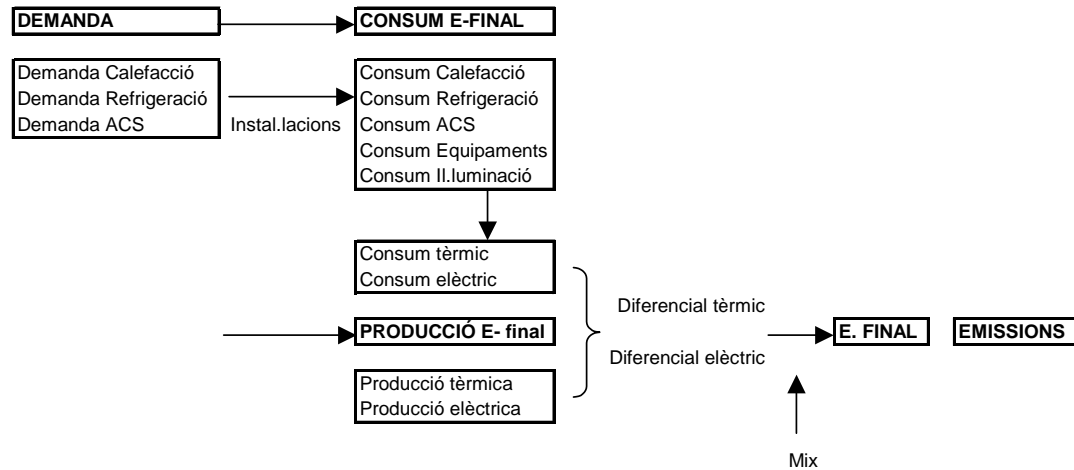 DEMANDA
CONSUM E-FINAL
Demanda Calefacció
Demanda Refrigeració
Demanda ACS
Instal.lacions
Consum Calefacció
Consum Refrigeració
Consum ACS
Consum Equipaments
Consum Il.luminació
Consum tèrmic
Consum elèctric
PRODUCCIÓ E- final
Producció tèrmica
Producció elèctrica
Diferencial tèrmic
Diferencial elèctric
E. FINAL
EMISSIONS
Mix